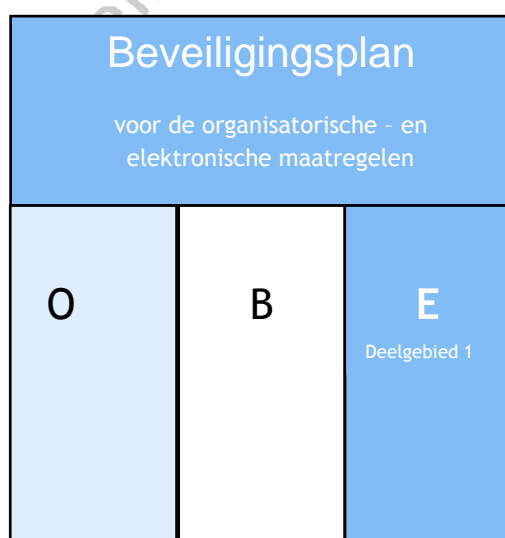 Beveiligingsplan
voor de organisatorische – en
elektronische maatregelen
O B E
Deelgebied 1